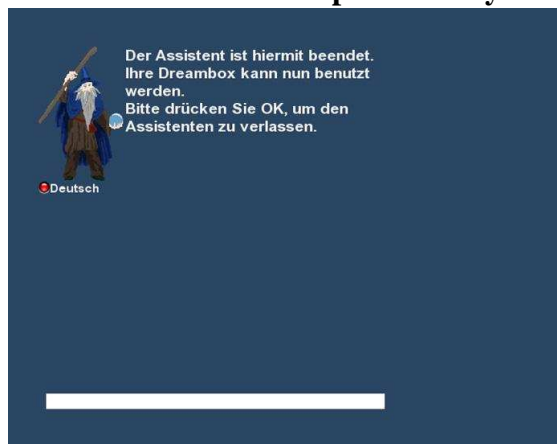 Der Assistent ist hiermit beendet.
Ihre Dreambox kann nun benutzt
werden.
Bitte drücken Sie OK, um den
Assistenten zu verlassen.
Deutsch